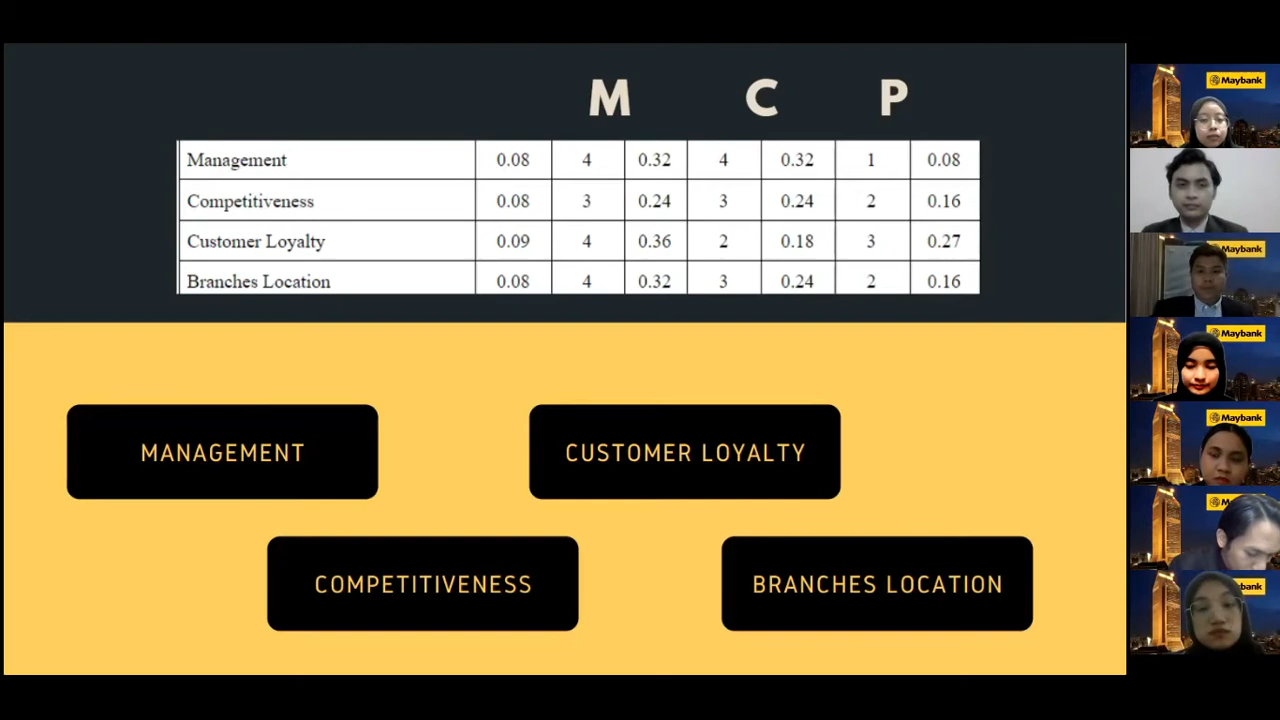 M C P
Management 0.08 4 0.32 4 0.32 1 0.08
Competitiveness 0.08 3 0.24 3 0.24 2 0.16
Customer Loyalty 0.09 4 0.36 2 0.18 3 0.27
Branches Location 0.08 4 0.32 3 0.24 2 0.16
MANAGEMENT
CUSTOMER LOYALTY
COMPETITIVENESS
BRANCHES LOCATION
Maybank
Maybank
Maybank
Maybank